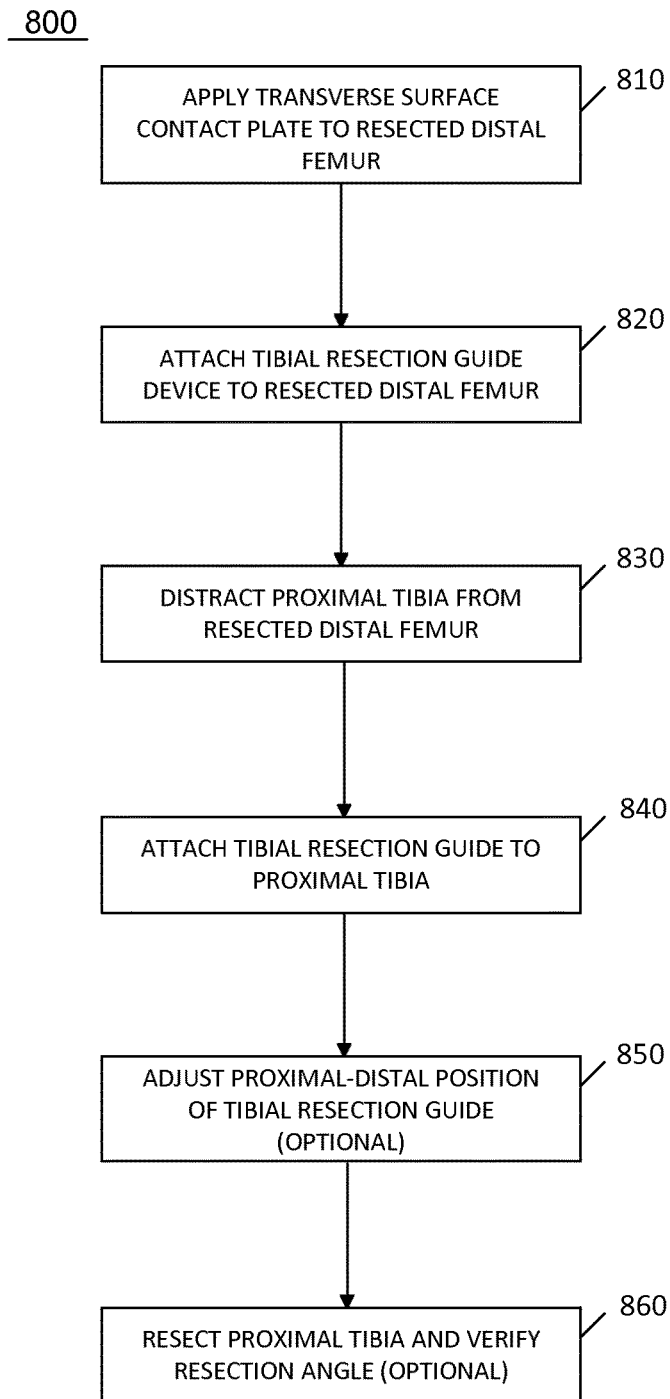 800
810
APPLY TRANSVERSE SURFACE
CONTACT PLATE TO RESECTED DISTAL
FEMUR
820
ATTACH TIBIAL RESECTION GUIDE
DEVICE TO RESECTED DISTAL FEMUR
830
DISTRACT PROXIMAL TIBIA FROM
RESECTED DISTAL FEMUR
840
ATTACH TIBIAL RESECTION GUIDE TO
PROXIMAL TIBIA
850
ADJUST PROXIMAL-DISTAL POSITION
OF TIBIAL RESECTION GUIDE
(OPTIONAL)
860
RESECT PROXIMAL TIBIA AND VERIFY
RESECTION ANGLE (OPTIONAL)